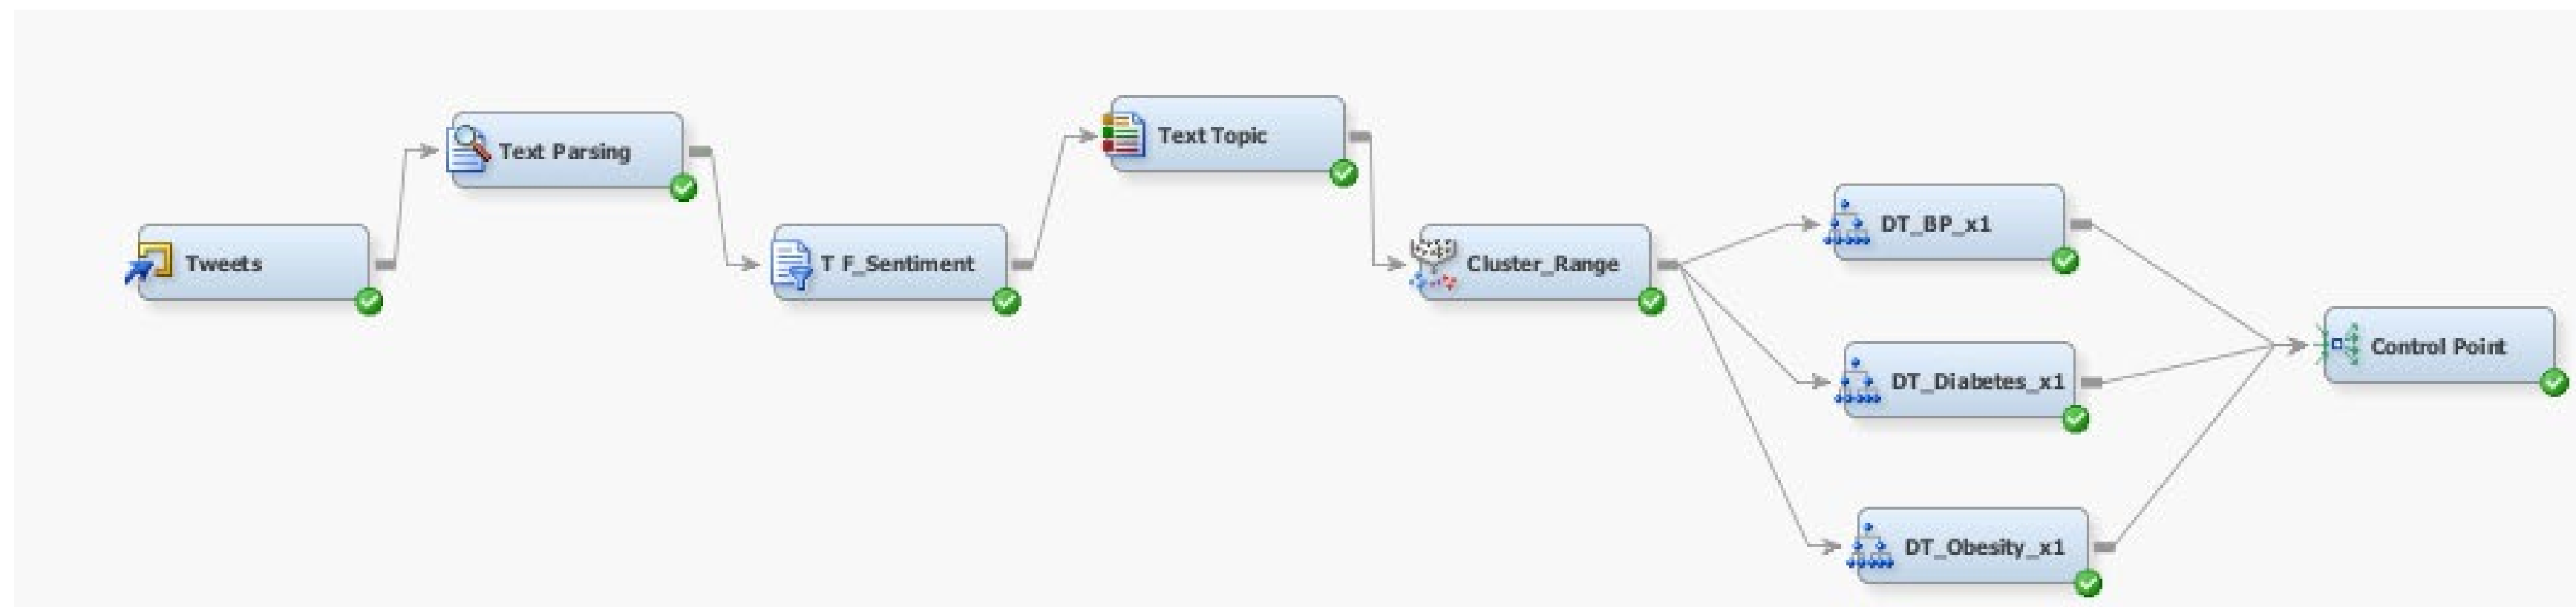 Tweets
Text Parsing
T F_Sentiment
Text Topic
Cluster_Range
DT_BP_x1
DT_Diabetes_x1
DT_Obesity_x1
Control Point